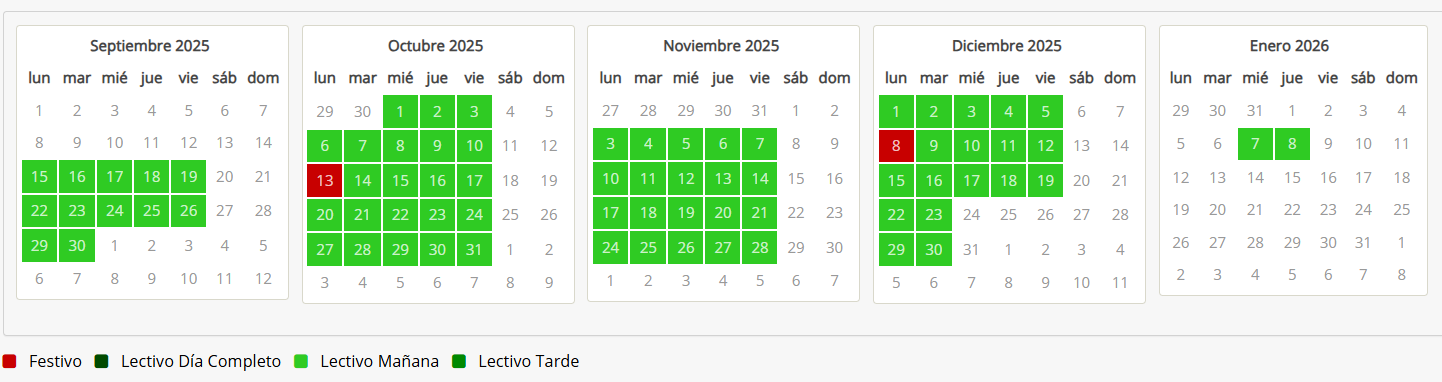 Septiembre 2025
lun mar mié jue vie sáb dom
1 2 3 4 5 6 7
8 9 10 11 12 13 14
15 16 17 18 19 20 21
22 23 24 25 26 27 28
29 30 1 2 3 4 5
6 7 8 9 10 11 12
Octubre 2025
lun mar mié jue vie sáb dom
29 30 1 2 3 4 5
6 7 8 9 10 11 12
13 14 15 16 17 18 19
20 21 22 23 24 25 26
27 28 29 30 31 1 2
3 4 5 6 7 8 9
Noviembre 2025
lun mar mié jue vie sáb dom
27 28 29 30 31 1 2
3 4 5 6 7 8 9
10 11 12 13 14 15 16
17 18 19 20 21 22 23
24 25 26 27 28 29 30
1 2 3 4 5 6 7
Diciembre 2025
lun mar mié jue vie sáb dom
1 2 3 4 5 6 7
8 9 10 11 12 13 14
15 16 17 18 19 20 21
22 23 24 25 26 27 28
29 30 31 1 2 3 4
5 6 7 8 9 10 11
Enero 2026
lun mar mié jue vie sáb dom
29 30 31 1 2 3 4
5 6 7 8 9 10 11
12 13 14 15 16 17 18
19 20 21 22 23 24 25
26 27 28 29 30 31 1
2 3 4 5 6 7 8
Festivo Lectivo Día Completo Lectivo Mañana Lectivo Tarde